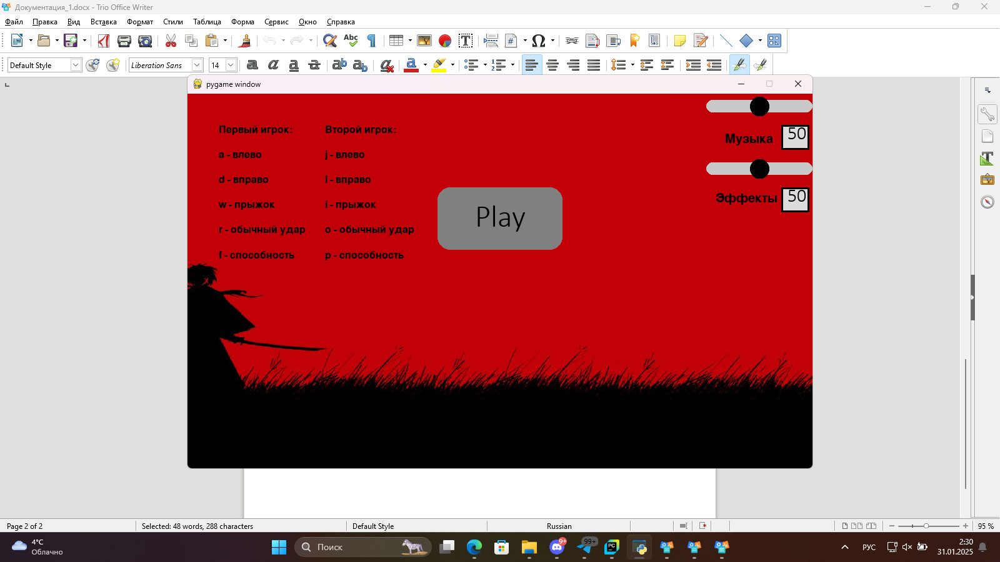 Документация_1.docx - Trio Office Writer
Файл Правка Вид Вставка Формат Стили Таблица Форма Сервис Окно Справка
Default Style Liberation Sans 14
pygame window
Первый игрок: Второй игрок:
a - влево j - влево
d - вправо l - вправо
w - прыжок i - прыжок
r - обычный удар o - обычный удар
f - способность p - способность
Play
Музыка 50
Эффекты 50
Page 2 of 2 Selected: 48 words, 288 characters Default Style Russian 95 %
4°C
Облачно
Поиск
9+
99+
PC
РУС
2:30
31.01.2025